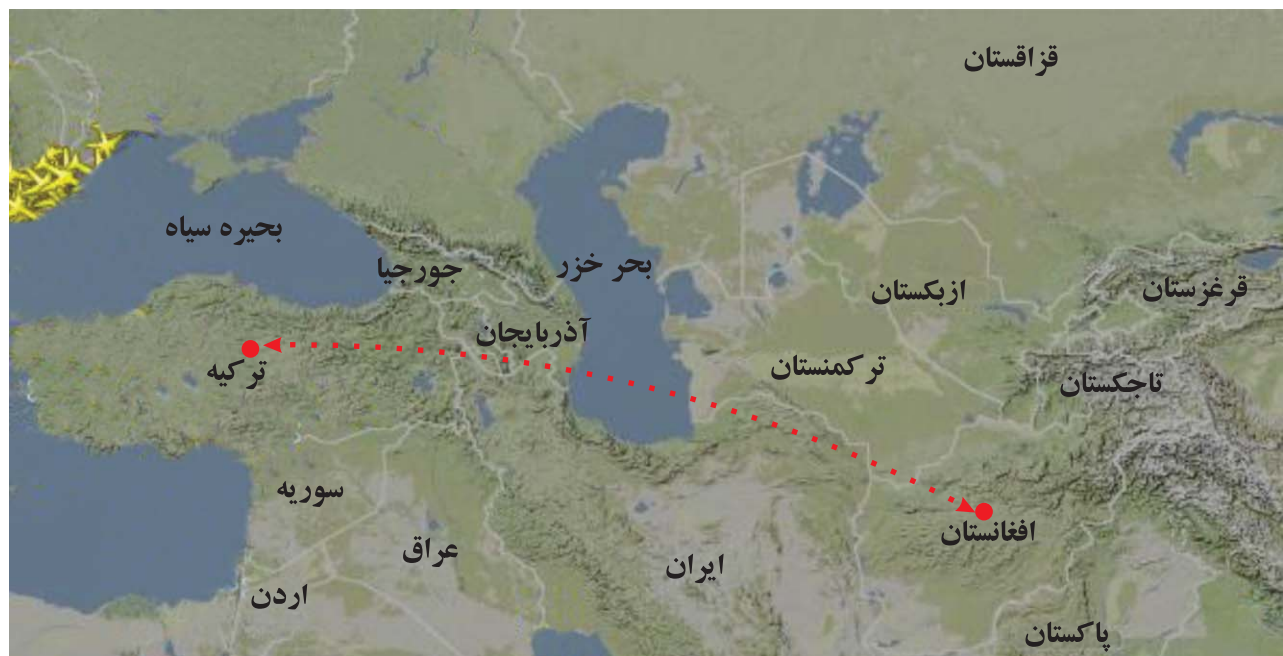 قزاقستان
بحیره سیاه
جورجیا
بحر خزر
ازبکستان
قرغزستان
آذربایجان
ترکیه
ترکمنستان
تاجکستان
سوریه
عراق
ایران
افغانستان
اردن
پاکستان